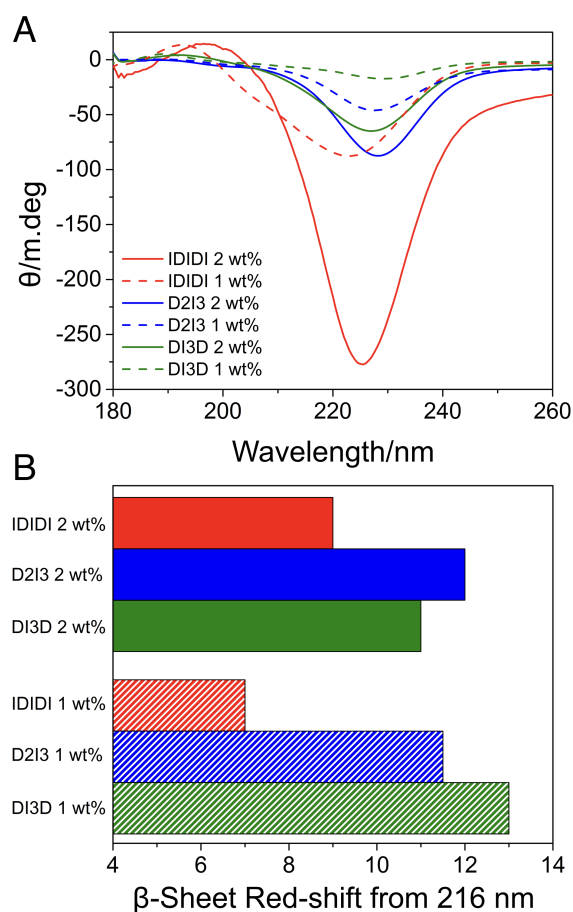 A
0
-50
-100
-150
-200
-250
-300
θ/m.deg
IDIDI 2 wt%
IDIDI 1 wt%
D2I3 2 wt%
D2I3 1 wt%
DI3D 2 wt%
DI3D 1 wt%
180 200 220 240 260
Wavelength/nm
B
IDIDI 2 wt%
D2I3 2 wt%
DI3D 2 wt%
IDIDI 1 wt%
D2I3 1 wt%
DI3D 1 wt%
4 6 8 10 12 14
β-Sheet Red-shift from 216 nm